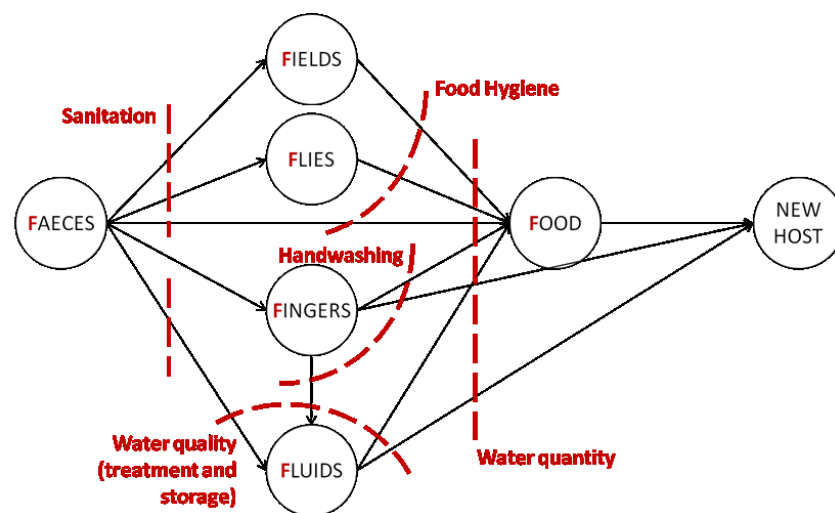 FIELDS
Food Hygiene
Sanitation
FLIES
FAECES
FOOD
NEW
HOST
Handwashing
FINGERS
Water quality
(treatment and
storage)
FLUIDS
Water quantity